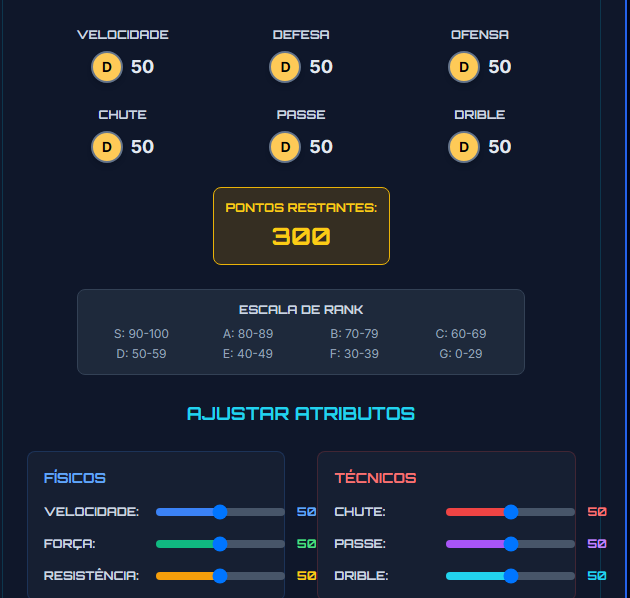 VELOCIDADE DEFESA OFENSA
D 50 D 50 D 50
CHUTE PASSE DRIBLE
D 50 D 50 D 50
PONTOS RESTANTES:
300
ESCALA DE RANK
S: 90-100 A: 80-89 B: 70-79 C: 60-69
D: 50-59 E: 40-49 F: 30-39 G: 0-29
AJUSTAR ATRIBUTOS
FÍSICOS
VELOCIDADE: 50
FORÇA: 50
RESISTÊNCIA: 50
TÉCNICOS
CHUTE: 50
PASSE: 50
DRIBLE: 50